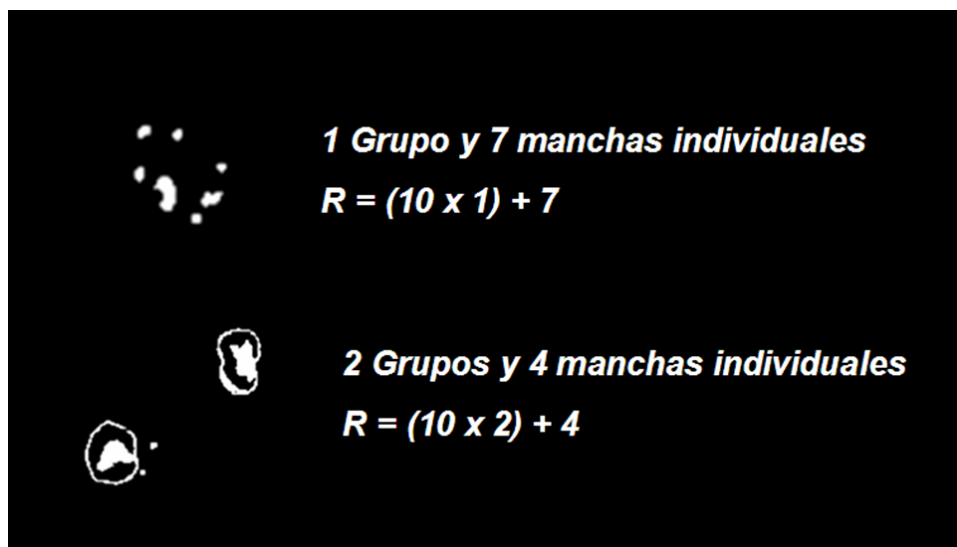 1 Grupo y 7 manchas individuales
R = (10 x 1) + 7
2 Grupos y 4 manchas individuales
R = (10 x 2) + 4